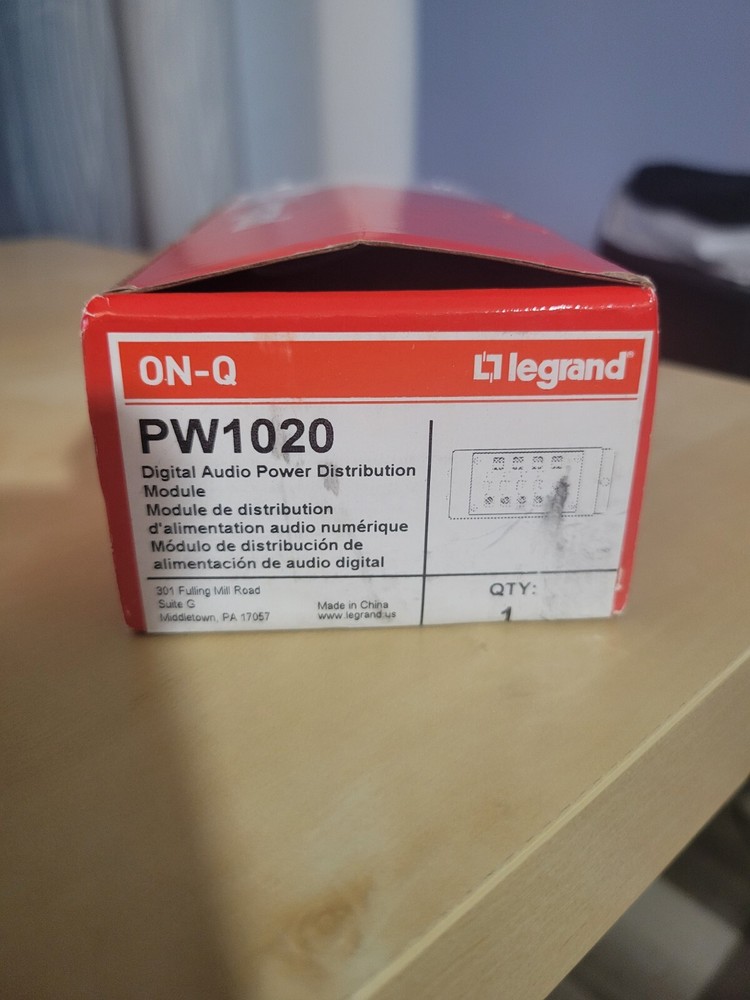 ON-Q
legrand®
PW1020
Digital Audio Power Distribution
Module
Module de distribution
d'alimentation audio numérique
Módulo de distribución de
alimentación de audio digital
301 Fulling Mill Road
Suite G
Middletown, PA 17057
Made in China
www.legrand.us
QTY:
1